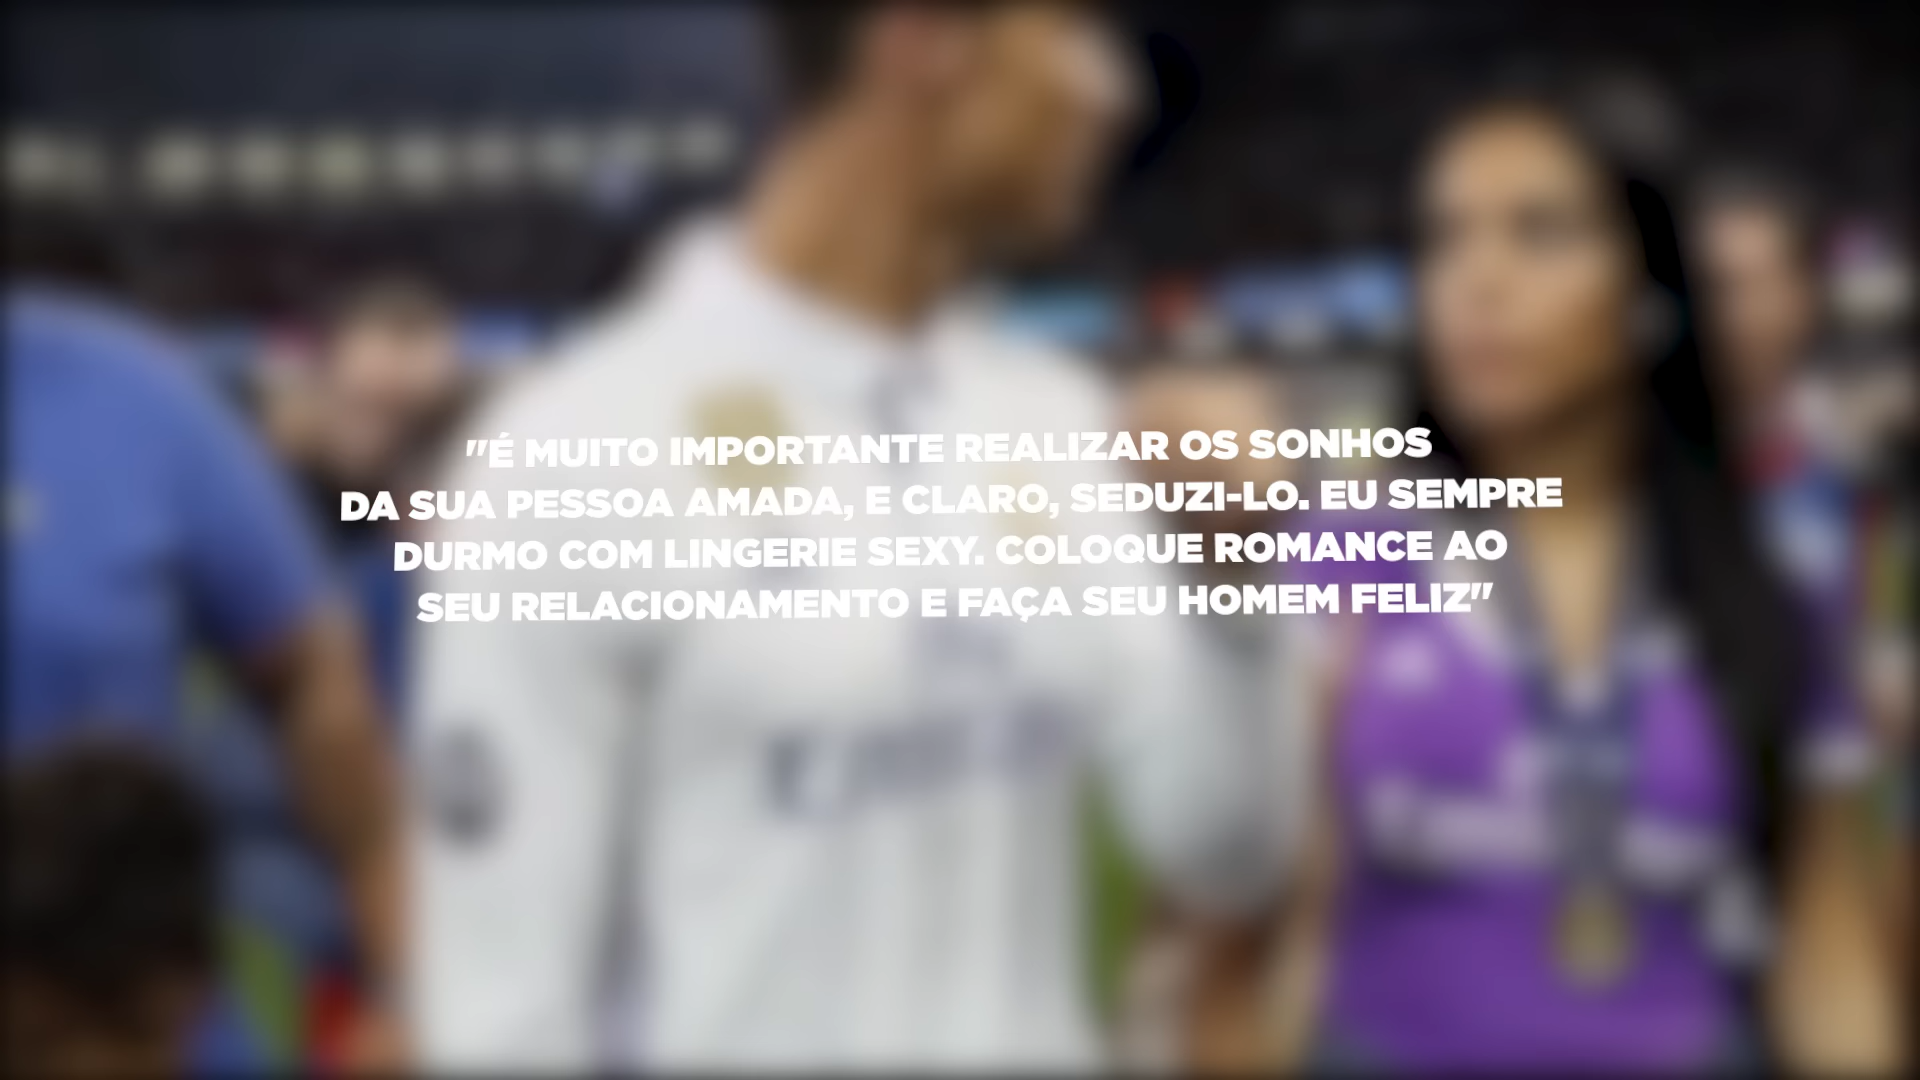 "É MUITO IMPORTANTE REALIZAR OS SONHOS
DA SUA PESSOA AMADA, E CLARO, SEDUZI-LO. EU SEMPRE
DURMO COM LINGERIE SEXY. COLOQUE ROMANCE AO
SEU RELACIONAMENTO E FAÇA SEU HOMEM FELIZ"